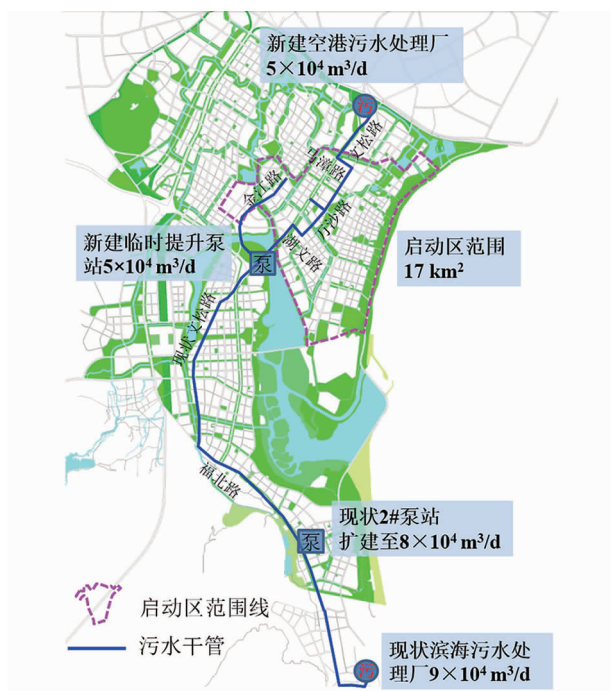 新建空港污水处理厂
5×10⁴ m³/d
污
文松路
马漳路
金江路
万沙路
湖文路
新建临时提升泵
站5×10⁴ m³/d
泵
启动区范围
17 km²
现状文松路
福北路
现状2#泵站
扩建至8×10⁴ m³/d
泵
启动区范围线
污水干管
现状滨海污水处
理厂9×10⁴ m³/d
污